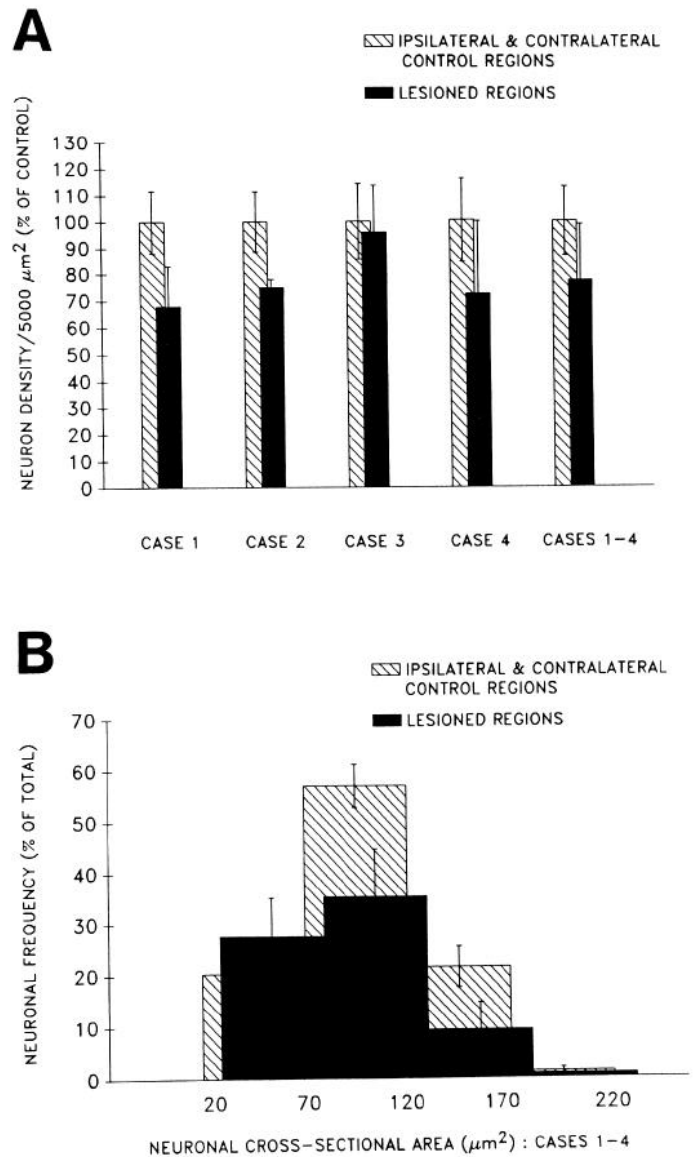 A
IPSILATERAL & CONTRALATERAL
CONTROL REGIONS
LESIONED REGIONS
NEURON DENSITY/5000 μm² (% OF CONTROL)
130
120
110
100
90
80
70
60
50
40
30
20
10
0
CASE 1 CASE 2 CASE 3 CASE 4 CASES 1-4
B
IPSILATERAL & CONTRALATERAL
CONTROL REGIONS
LESIONED REGIONS
NEURONAL FREQUENCY (% OF TOTAL)
70
60
50
40
30
20
10
0
20 70 120 170 220
NEURONAL CROSS-SECTIONAL AREA (μm²) : CASES 1-4